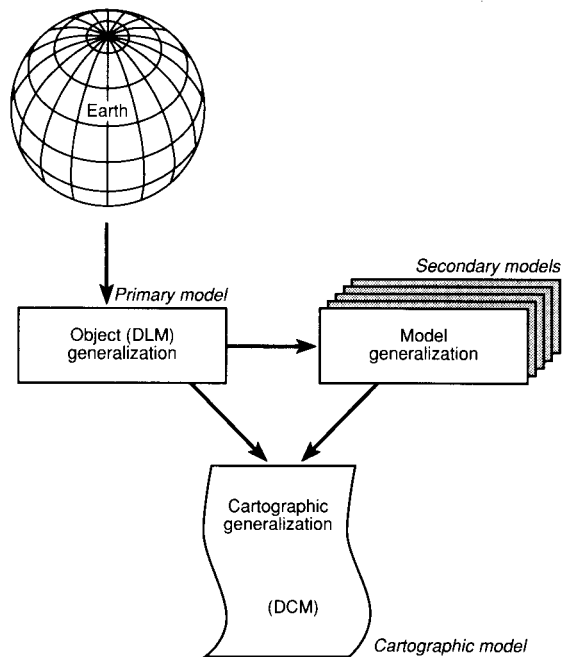 Earth
Secondary models
Primary model
Object (DLM)
generalization
Model
generalization
Cartographic
generalization
(DCM)
Cartographic model